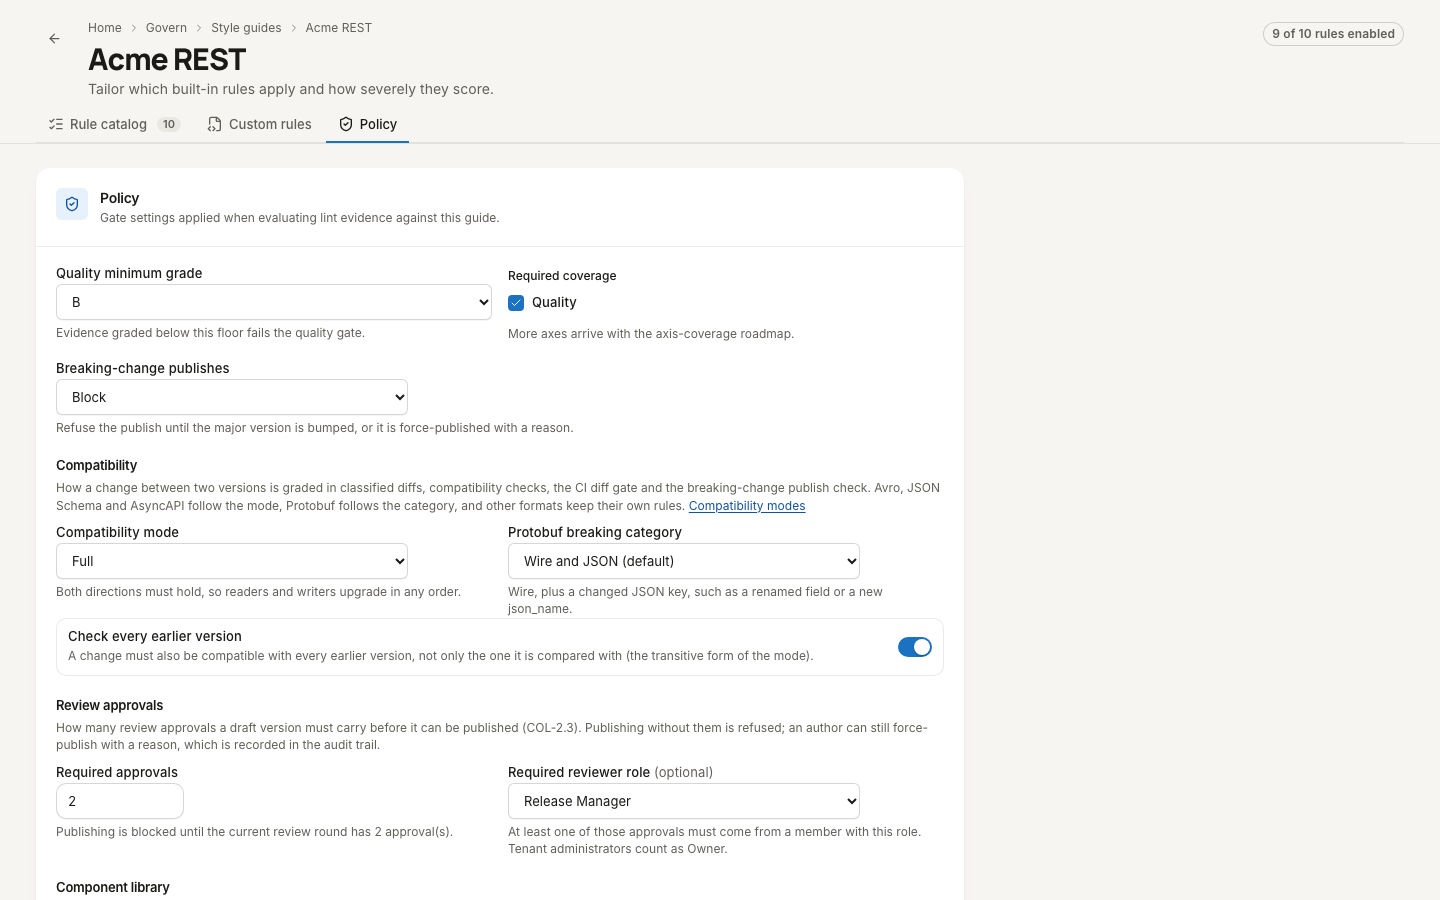 Home > Govern > Style guides > Acme REST
9 of 10 rules enabled
Acme REST
Tailor which built-in rules apply and how severely they score.
Rule catalog 10
Custom rules
Policy
Policy
Gate settings applied when evaluating lint evidence against this guide.
Quality minimum grade
B
Evidence graded below this floor fails the quality gate.
Required coverage
Quality
More axes arrive with the axis-coverage roadmap.
Breaking-change publishes
Block
Refuse the publish until the major version is bumped, or it is force-published with a reason.
Compatibility
How a change between two versions is graded in classified diffs, compatibility checks, the CI diff gate and the breaking-change publish check. Avro, JSON
Schema and AsyncAPI follow the mode, Protobuf follows the category, and other formats keep their own rules. Compatibility modes
Compatibility mode
Full
Both directions must hold, so readers and writers upgrade in any order.
Protobuf breaking category
Wire and JSON (default)
Wire, plus a changed JSON key, such as a renamed field or a new
json_name.
Check every earlier version
A change must also be compatible with every earlier version, not only the one it is compared with (the transitive form of the mode).
Review approvals
How many review approvals a draft version must carry before it can be published (COL-2.3). Publishing without them is refused; an author can still force-
publish with a reason, which is recorded in the audit trail.
Required approvals
2
Publishing is blocked until the current review round has 2 approval(s).
Required reviewer role (optional)
Release Manager
At least one of those approvals must come from a member with this role.
Tenant administrators count as Owner.
Component library